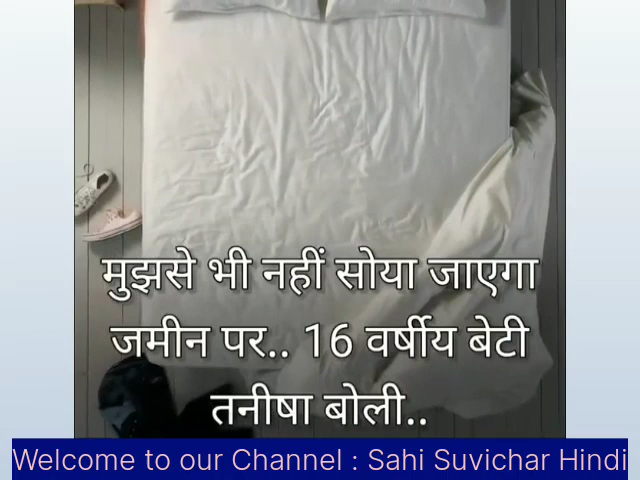 मुझसे भी नहीं सोया जाएगा
जमीन पर.. 16 वर्षीय बेटी
तनीषा बोली..
Welcome to our Channel : Sahi Suvichar Hindi